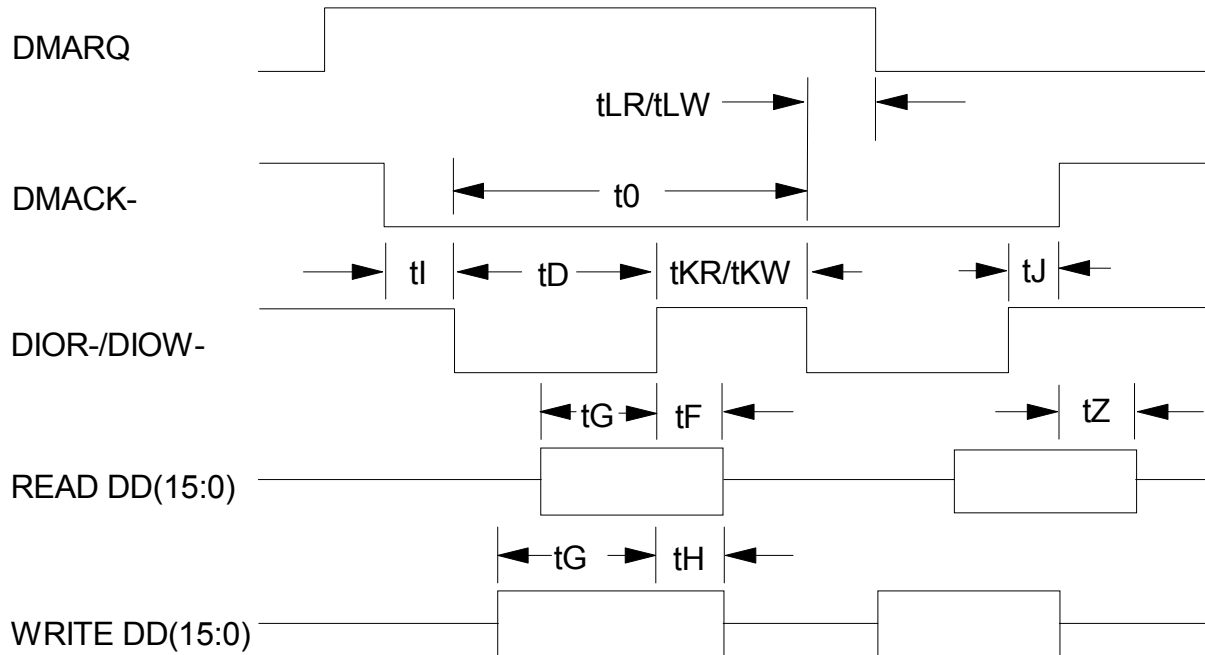 DMARQ
tLR/tLW
DMACK-
t0
tI
tD
tKR/tKW
tJ
DIOR-/DIOW-
tG
tF
tZ
READ DD(15:0)
tG
tH
WRITE DD(15:0)